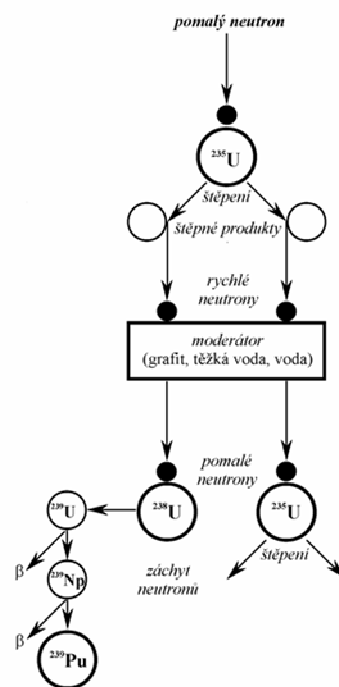 pomalý neutron
²³⁵U
štěpení
štěpné produkty
rychlé
neutrony
moderátor
(grafit, těžká voda, voda)
pomalé
neutrony
²³⁹U
²³⁸U
²³⁵U
β
²³⁹Np
záchyt
neutronů
štěpení
β
²³⁹Pu